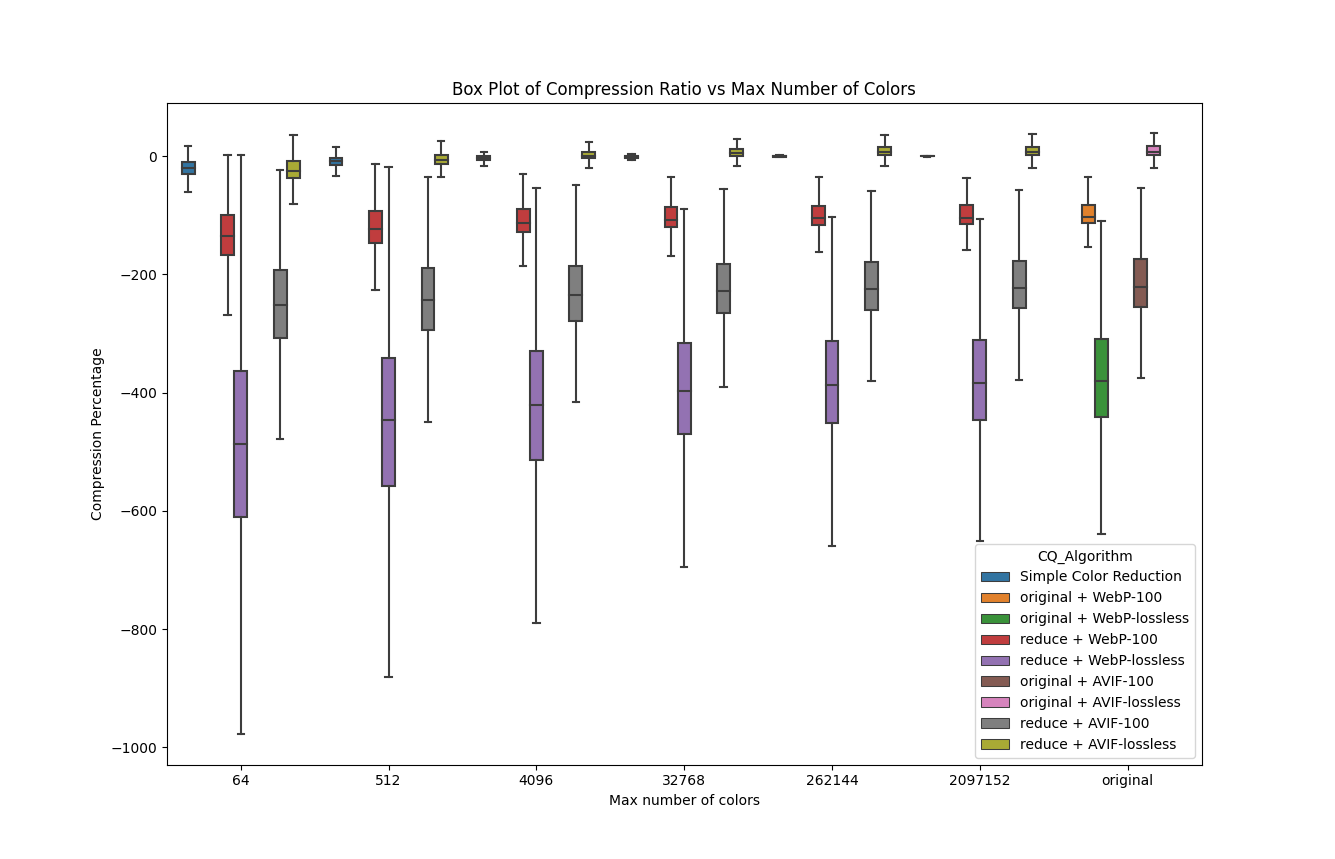 Box Plot of Compression Ratio vs Max Number of Colors
Compression Percentage
0
−200
−400
−600
−800
−1000
64
512
4096
32768
262144
2097152
original
Max number of colors
CQ_Algorithm
Simple Color Reduction
original + WebP-100
original + WebP-lossless
reduce + WebP-100
reduce + WebP-lossless
original + AVIF-100
original + AVIF-lossless
reduce + AVIF-100
reduce + AVIF-lossless